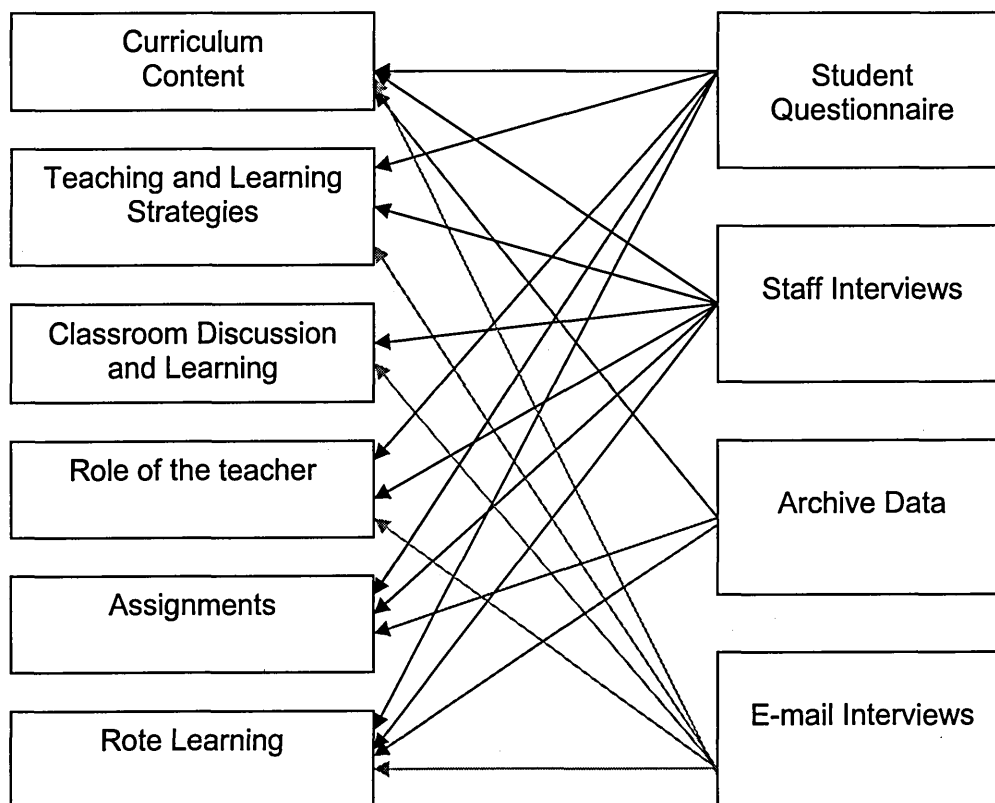 Curriculum
Content
Teaching and Learning
Strategies
Classroom Discussion
and Learning
Role of the teacher
Assignments
Rote Learning
Student
Questionnaire
Staff Interviews
Archive Data
E-mail Interviews